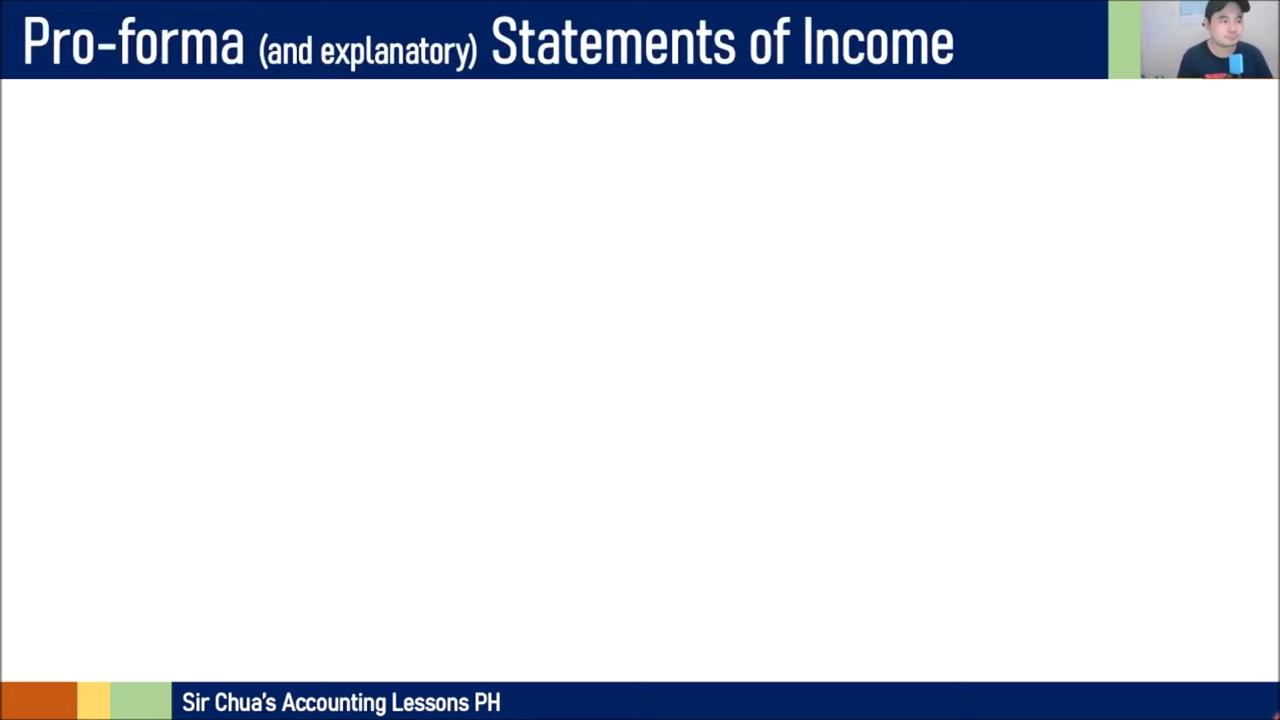 Pro-forma (and explanatory) Statements of Income
Sir Chua's Accounting Lessons PH